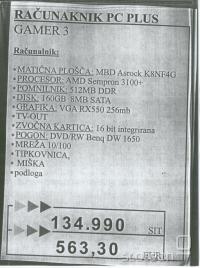 RAČUNALNIK PC PLUS
GAMER 3
Računalnik:
• MATIČNA PLOŠČA: MBD Asrock K8NF4G
• PROCESOR: AMD Sempron 3100+
• POMNILNIK: 512MB DDR
• DISK: 160GB 8MB SATA
• GRAFIKA: VGA RX550 256mb
• TV-OUT
• ZVOČNA KARTICA: 16 bit integrirana
• POGON: DVD/RW Benq DW 1650
• MREŽA 10/100
• TIPKOVNICA,
• MIŠKA
• podloga
134.990 SIT
563,30 EUR